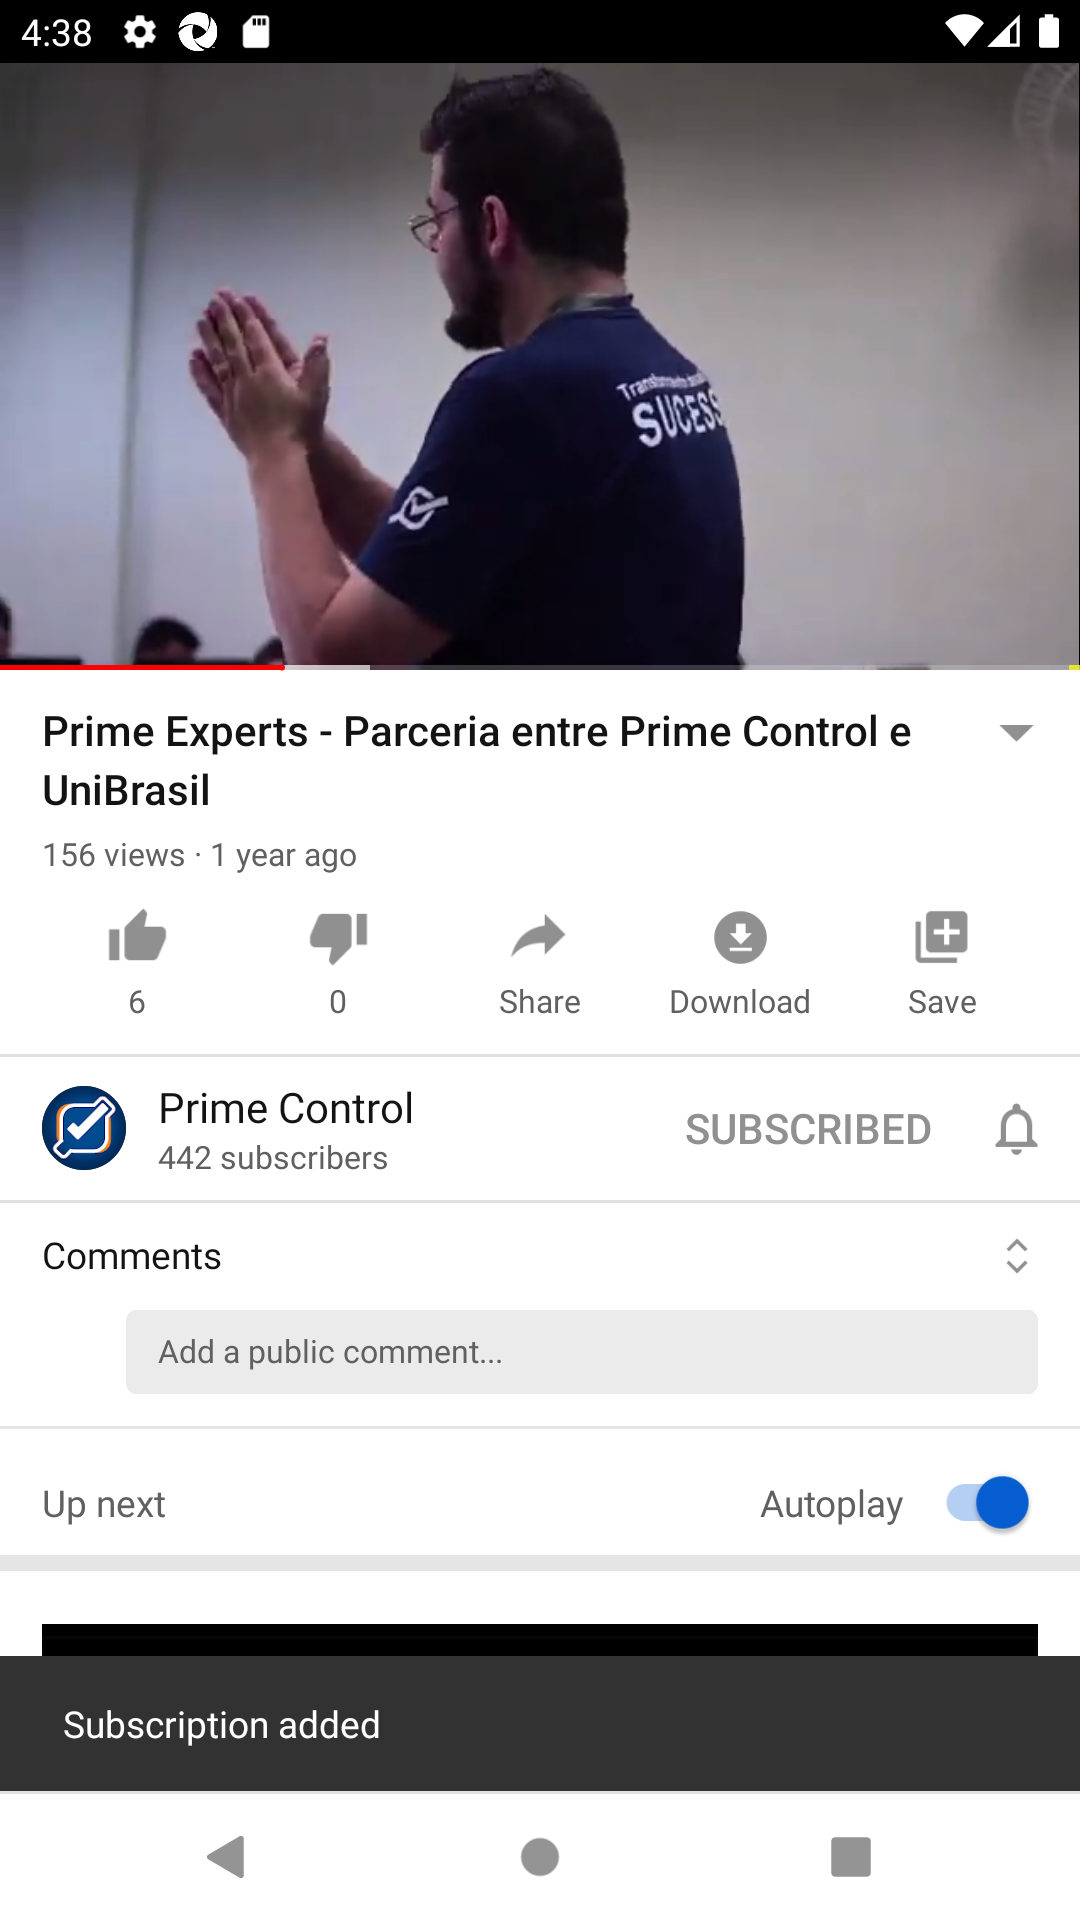 4:38
SUCESS
Prime Experts - Parceria entre Prime Control e
UniBrasil
156 views · 1 year ago
6
0
Share
Download
Save
Prime Control
442 subscribers
SUBSCRIBED
Comments
Add a public comment...
Up next
Autoplay
Subscription added